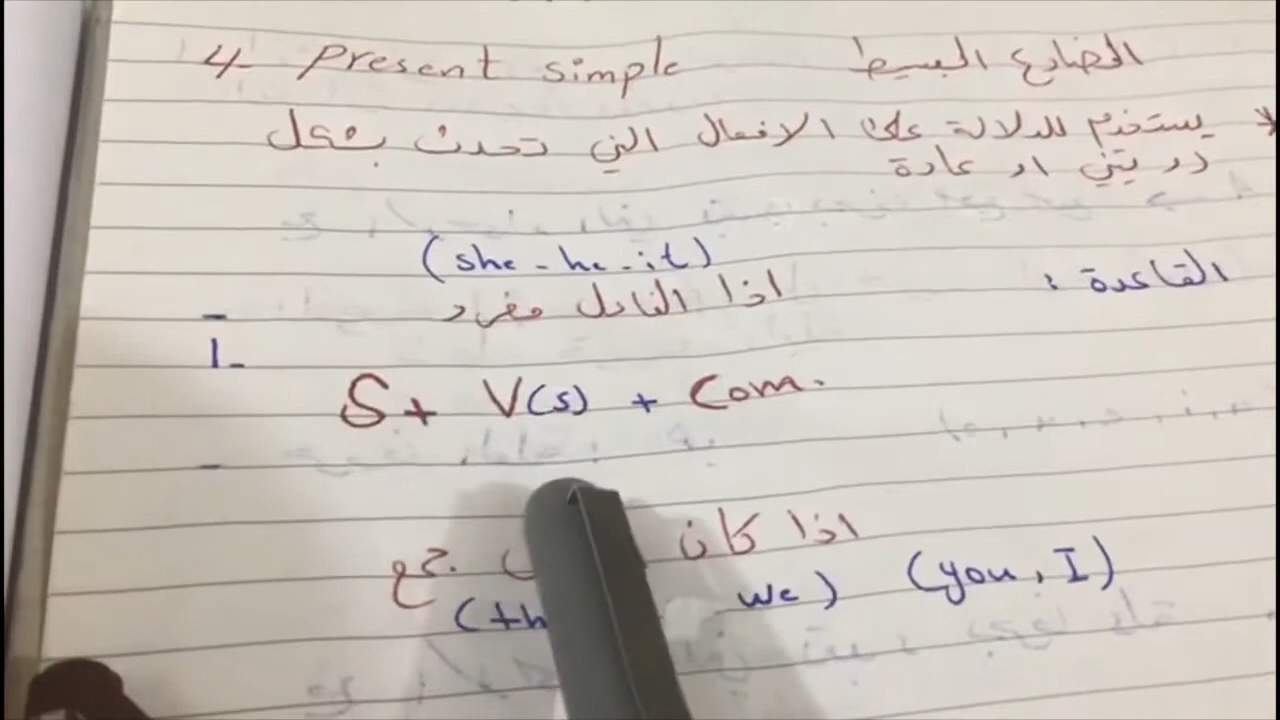 4- Present simple المضارع البسيط
* يستخدم للدلالة على الافعال التي تحدث بشكل
روتيني او عادة
(she - he - it)
القاعدة : اذا الفاعل مفرد
1-
S + V(s) + Com.
اذا كان جمع
we) (you, I)